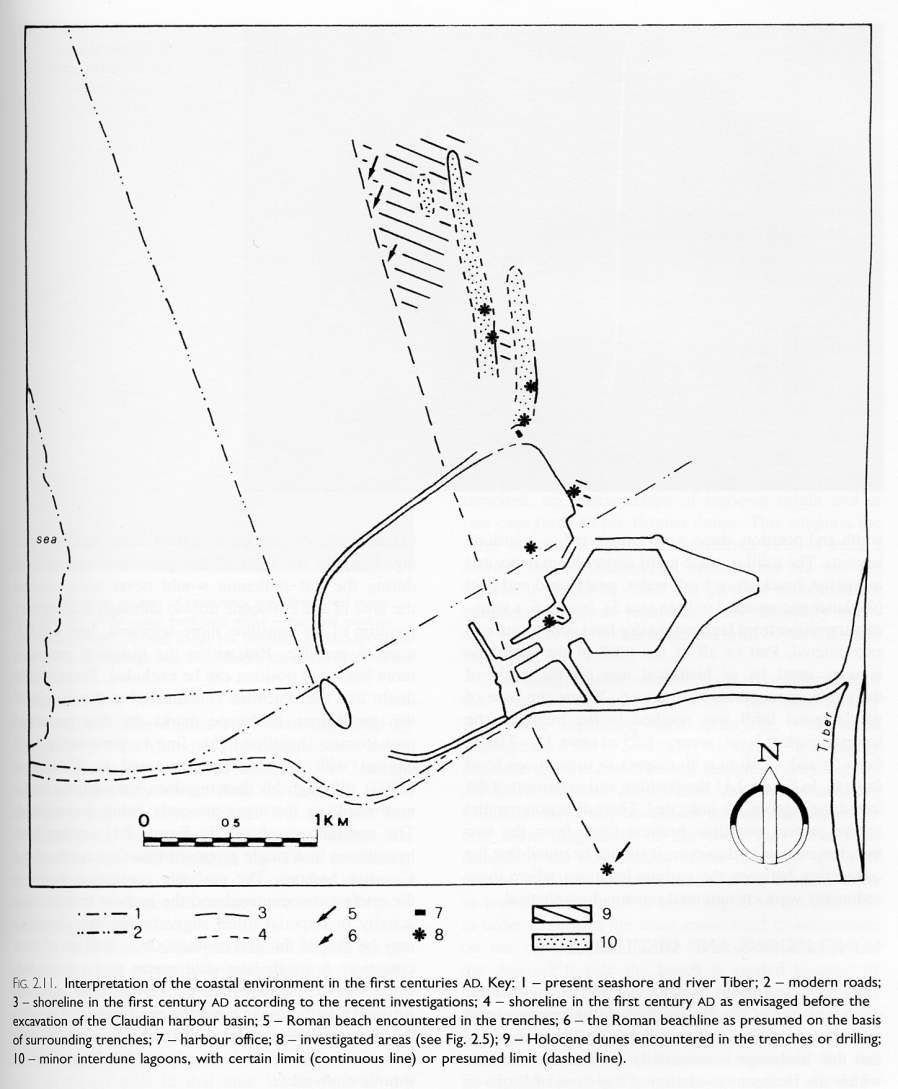 sea
Tiber
N
0 0 5 1 KM
1 3 5 7 9
2 4 6 8 10
FIG. 2.11. Interpretation of the coastal environment in the first centuries AD. Key: 1 – present seashore and river Tiber; 2 – modern roads;
3 – shoreline in the first century AD according to the recent investigations; 4 – shoreline in the first century AD as envisaged before the
excavation of the Claudian harbour basin; 5 – Roman beach encountered in the trenches; 6 – the Roman beachline as presumed on the basis
of surrounding trenches; 7 – harbour office; 8 – investigated areas (see Fig. 2.5); 9 – Holocene dunes encountered in the trenches or drilling;
10 – minor interdune lagoons, with certain limit (continuous line) or presumed limit (dashed line).